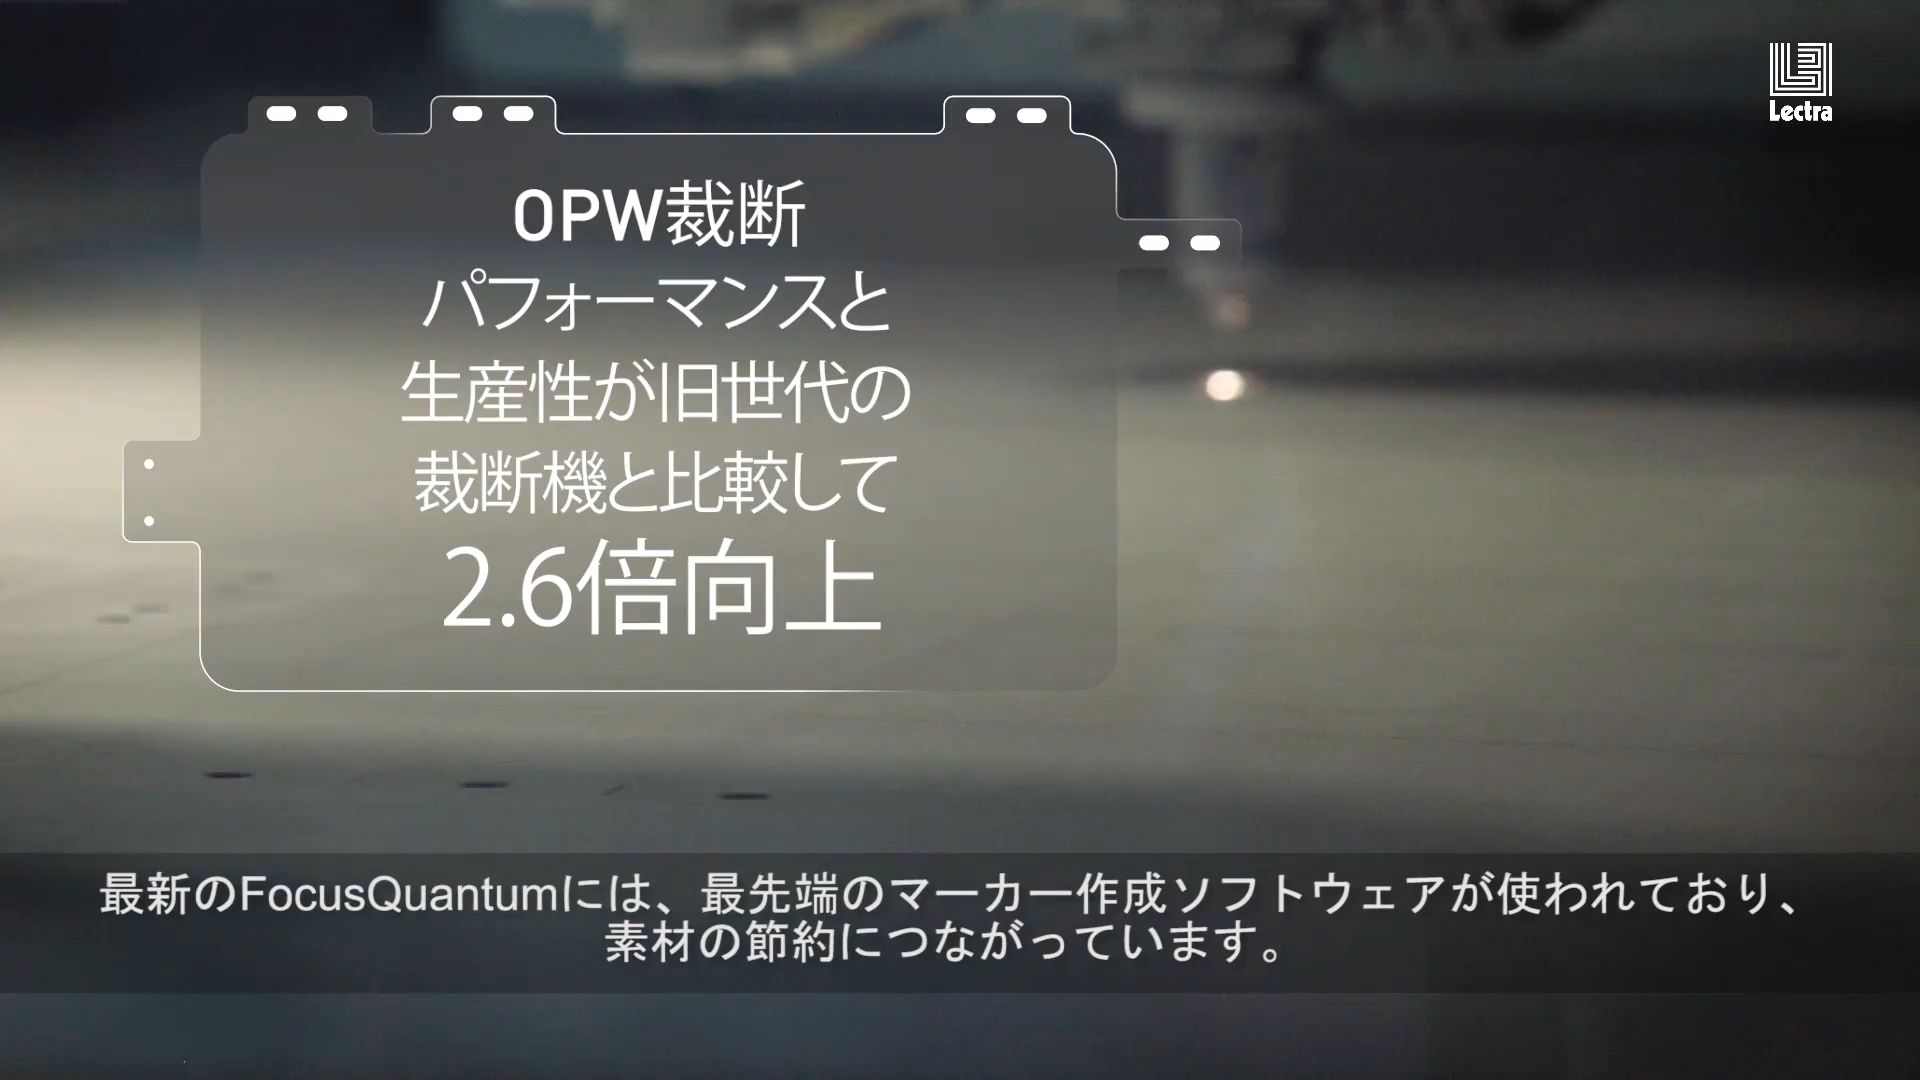 Lectra
OPW裁断
パフォーマンスと
生産性が旧世代の
裁断機と比較して
2.6倍向上
最新のFocusQuantumには、最先端のマーカー作成ソフトウェアが使われており、
素材の節約につながっています。